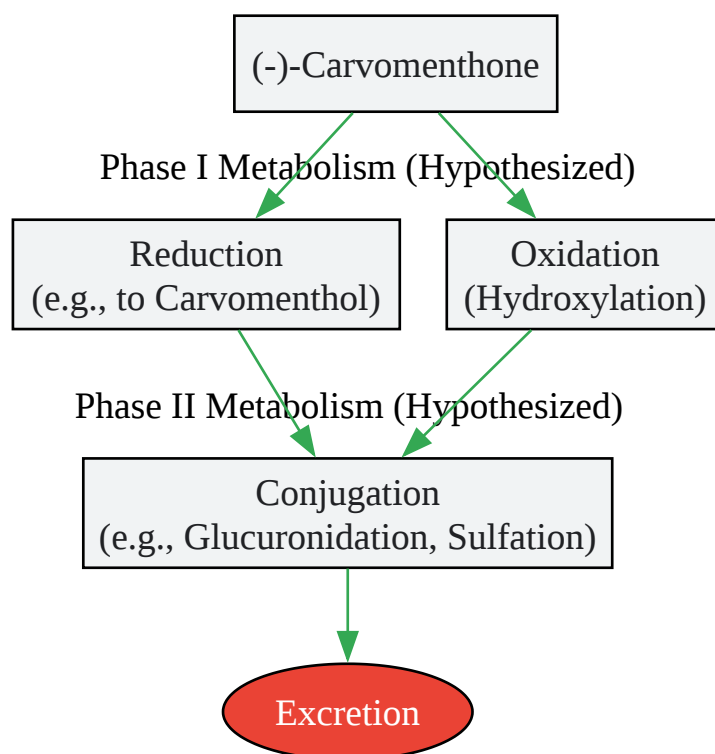 (-)-Carvomenthone
Phase I Metabolism (Hypothesized)
Reduction
(e.g., to Carvomenthol)
Oxidation
(Hydroxylation)
Phase II Metabolism (Hypothesized)
Conjugation
(e.g., Glucuronidation, Sulfation)
Excretion